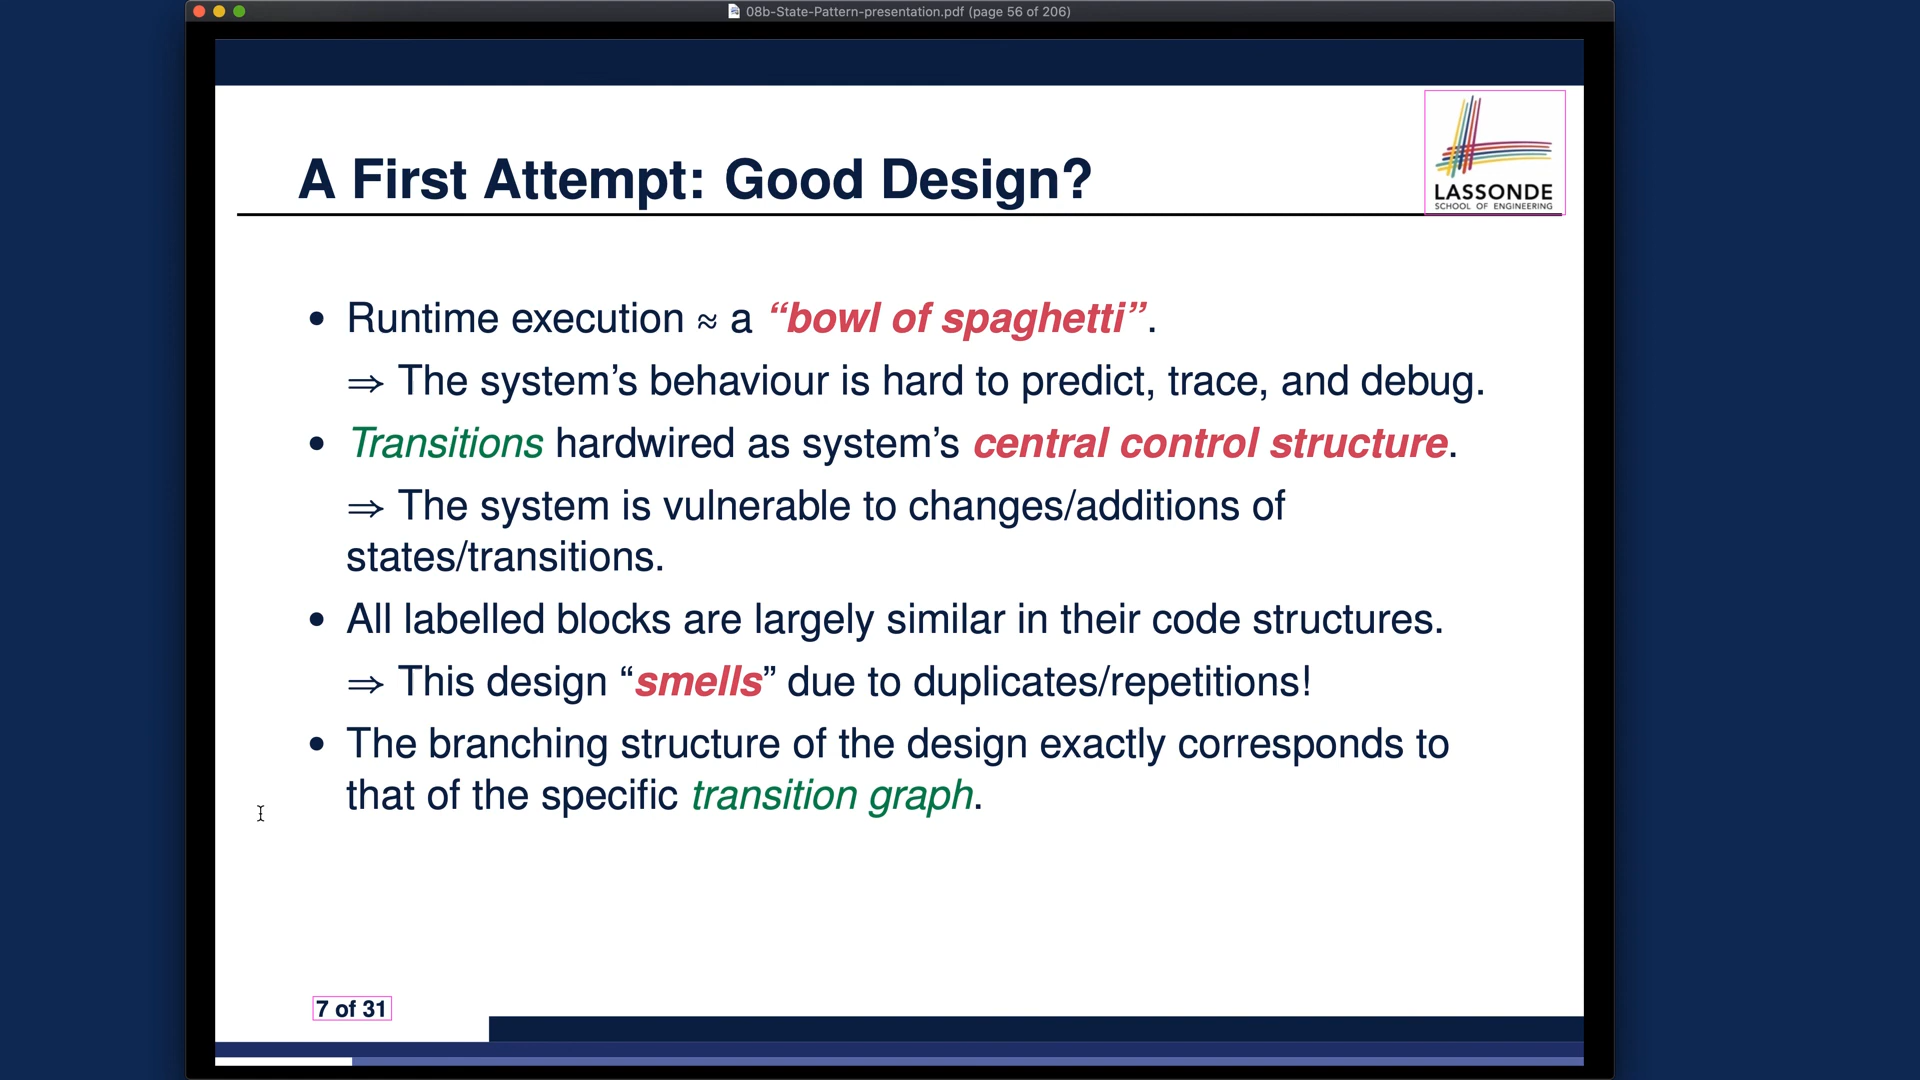 08b-State-Pattern-presentation.pdf (page 56 of 206)
LASSONDE
SCHOOL OF ENGINEERING
A First Attempt: Good Design?
• Runtime execution ≈ a “bowl of spaghetti”.
⇒ The system’s behaviour is hard to predict, trace, and debug.
• Transitions hardwired as system’s central control structure.
⇒ The system is vulnerable to changes/additions of
states/transitions.
• All labelled blocks are largely similar in their code structures.
⇒ This design “smells” due to duplicates/repetitions!
• The branching structure of the design exactly corresponds to
that of the specific transition graph.
7 of 31